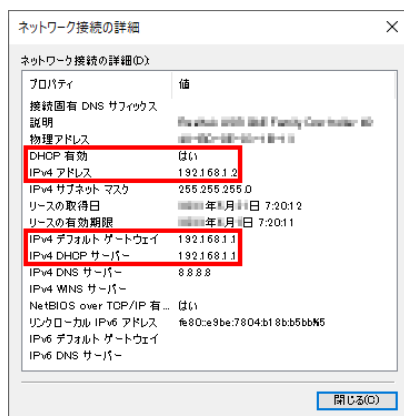 ネットワーク接続の詳細
ネットワーク接続の詳細(D):
プロパティ 値
接続固有 DNS サフィックス
説明
物理アドレス
DHCP 有効 はい
IPv4 アドレス 192.168.1.2
IPv4 サブネット マスク 255.255.255.0
リースの取得日 年 月 日 7:20:12
リースの有効期限 年 月 日 7:20:11
IPv4 デフォルト ゲートウェイ 192.168.1.1
IPv4 DHCP サーバー 192.168.1.1
IPv4 DNS サーバー 8.8.8.8
IPv4 WINS サーバー
NetBIOS over TCP/IP 有... はい
リンクローカル IPv6 アドレス fe80::e9be:7804:b18b:b5bb%5
IPv6 デフォルト ゲートウェイ
IPv6 DNS サーバー
閉じる(C)